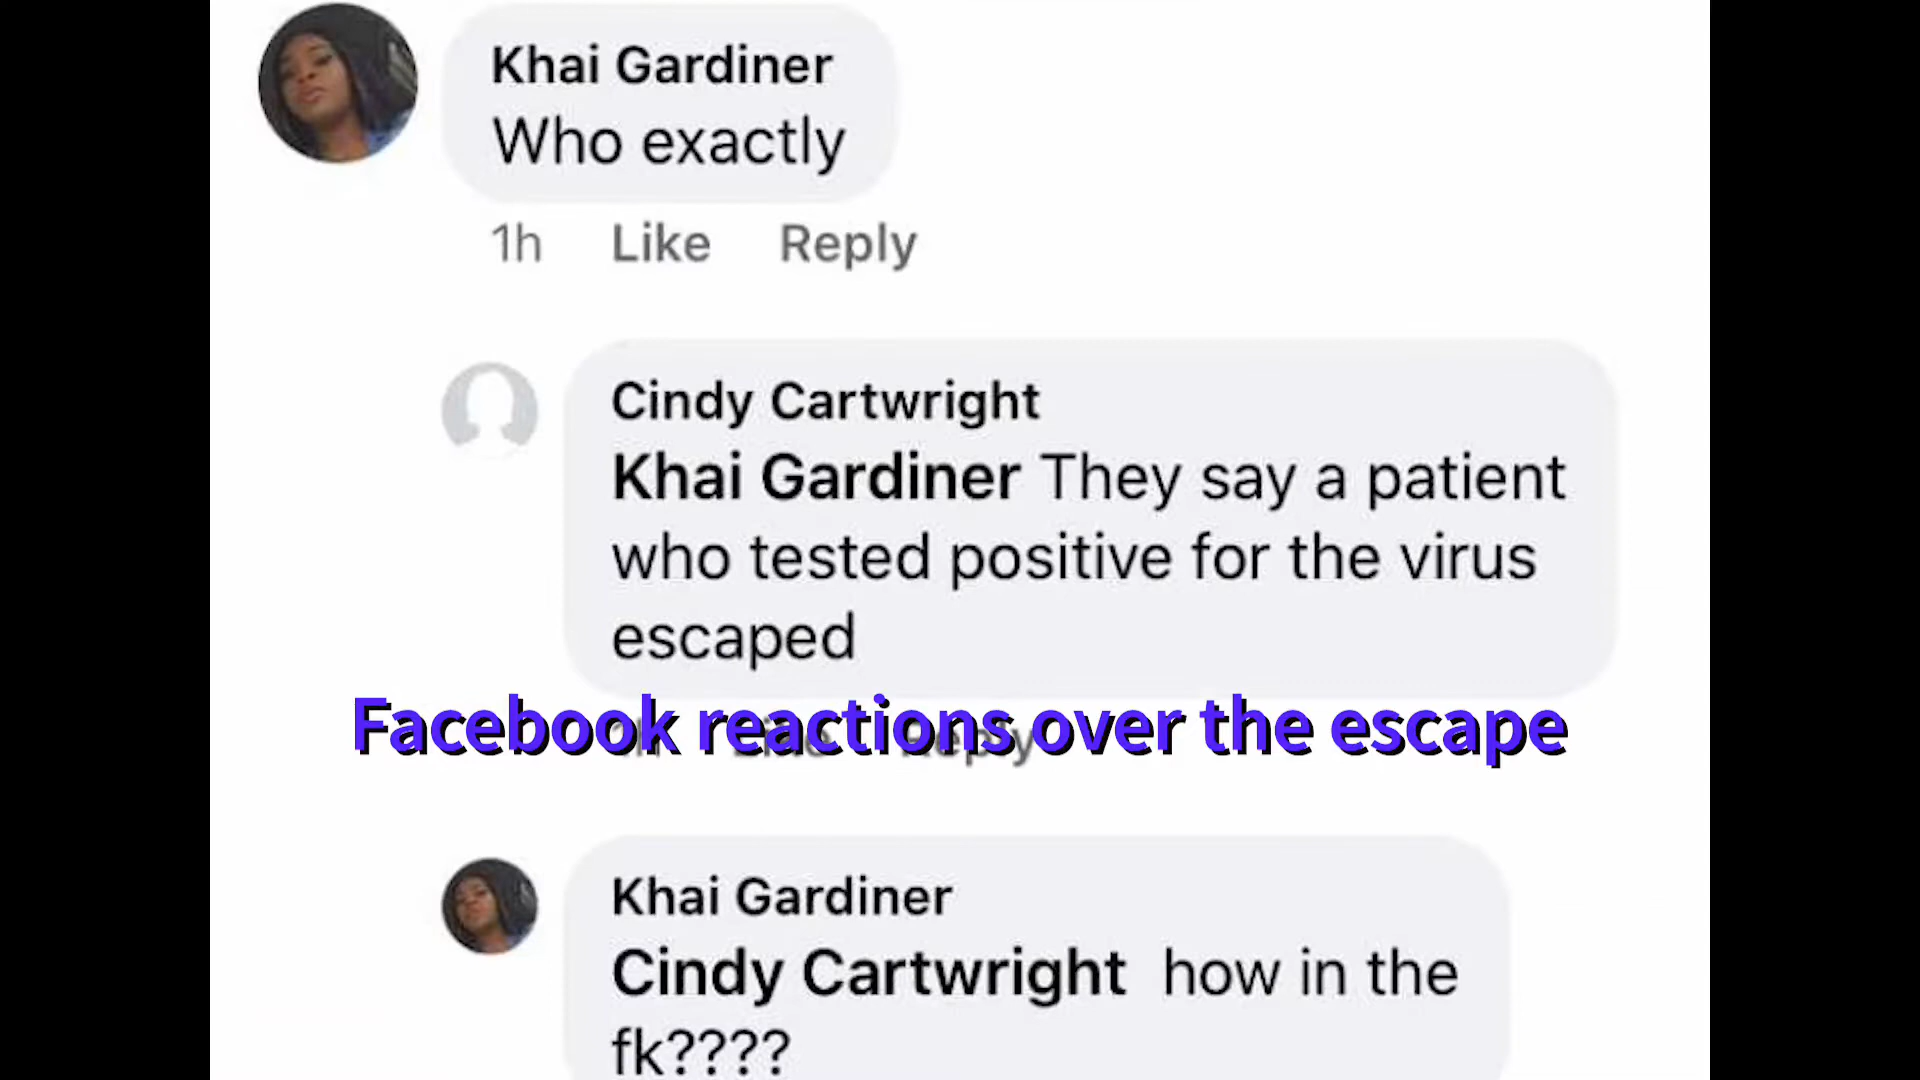 Khai Gardiner
Who exactly
1h Like Reply
Cindy Cartwright
Khai Gardiner They say a patient
who tested positive for the virus
escaped
Facebook reactions over the escape
Khai Gardiner
Cindy Cartwright how in the
fk????